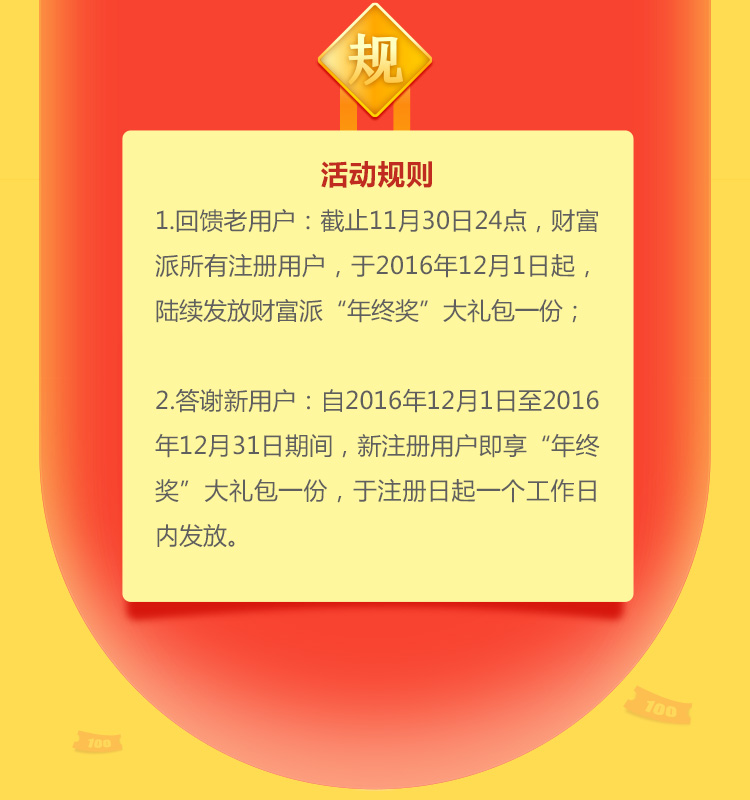 规
活动规则
1.回馈老用户：截止11月30日24点，财富
派所有注册用户，于2016年12月1日起，
陆续发放财富派“年终奖”大礼包一份；
2.答谢新用户：自2016年12月1日至2016
年12月31日期间，新注册用户即享“年终
奖”大礼包一份，于注册日起一个工作日
内发放。
100
100